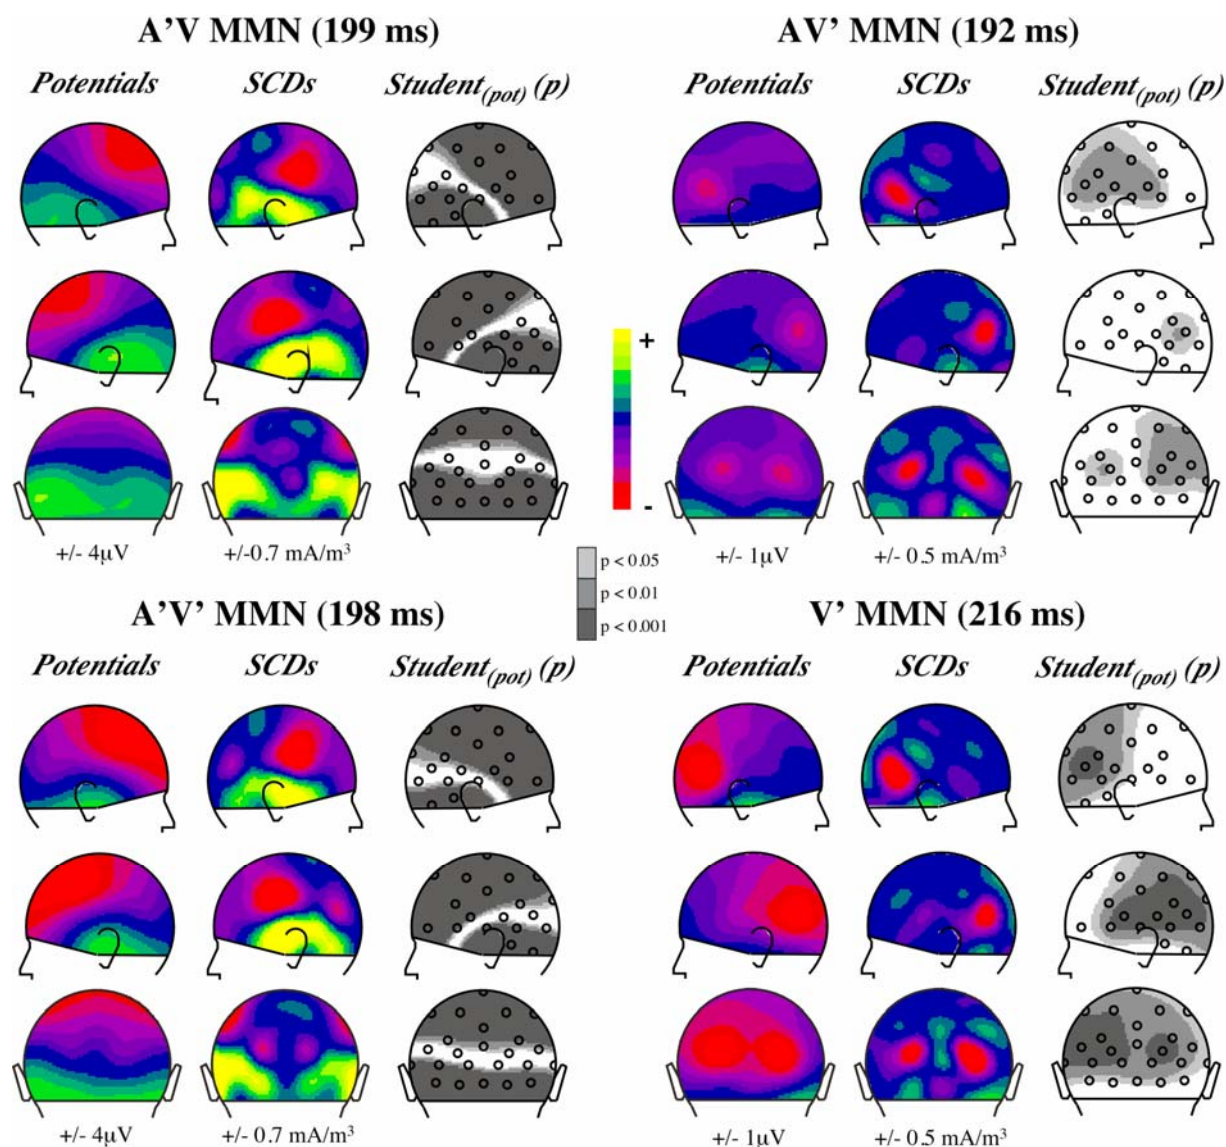 A'V MMN (199 ms)
Potentials SCDs Student(pot) (p)
+/- 4μV +/-0.7 mA/m³
AV' MMN (192 ms)
Potentials SCDs Student(pot) (p)
+/- 1μV +/- 0.5 mA/m³
+
-
p < 0.05
p < 0.01
p < 0.001
A'V' MMN (198 ms)
Potentials SCDs Student(pot) (p)
+/- 4μV +/- 0.7 mA/m³
V' MMN (216 ms)
Potentials SCDs Student(pot) (p)
+/- 1μV +/- 0.5 mA/m³